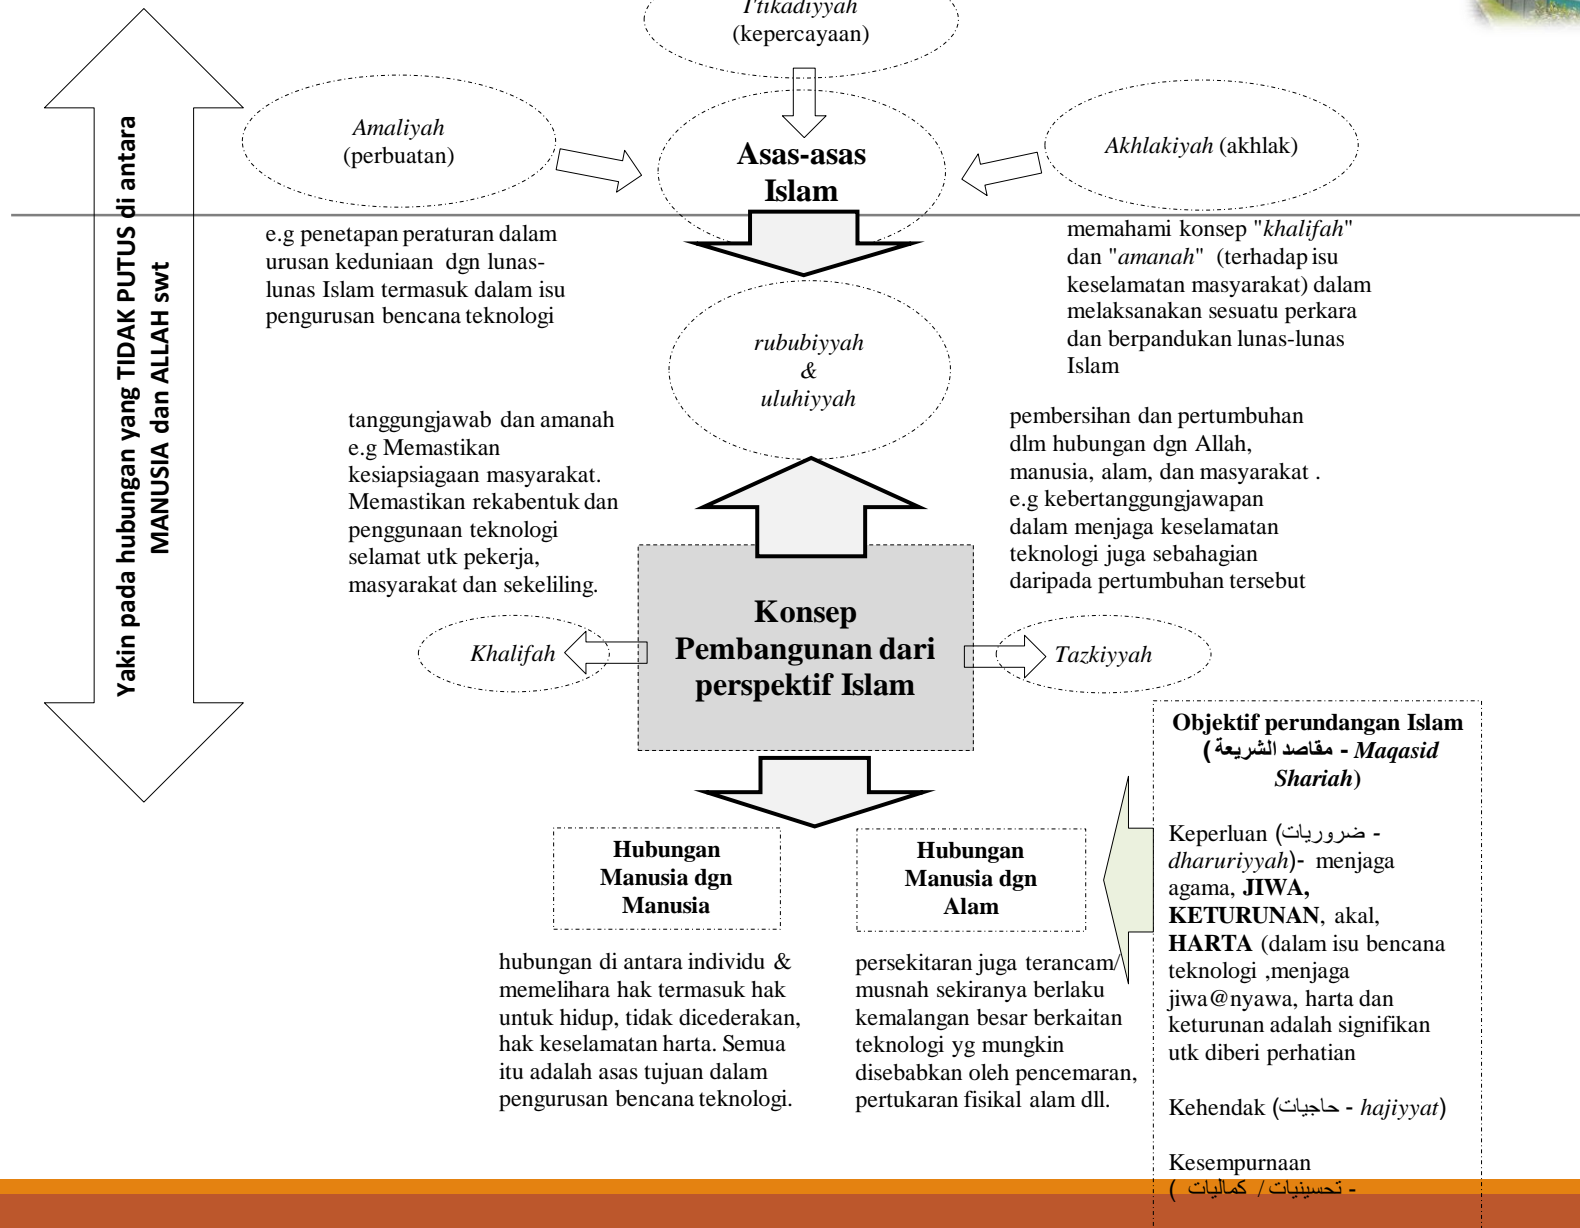 I'tikadiyyah
(kepercayaan)
Amaliyah
(perbuatan)
Asas-asas
Islam
Akhlakiyah (akhlak)
Yakin pada hubungan yang TIDAK PUTUS di antara
MANUSIA dan ALLAH swt
e.g penetapan peraturan dalam
urusan keduniaan dgn lunas-
lunas Islam termasuk dalam isu
pengurusan bencana teknologi
memahami konsep "khalifah"
dan "amanah" (terhadap isu
keselamatan masyarakat) dalam
melaksanakan sesuatu perkara
dan berpandukan lunas-lunas
Islam
rububiyyah
&
uluhiyyah
tanggungjawab dan amanah
e.g Memastikan
kesiapsiagaan masyarakat.
Memastikan rekabentuk dan
penggunaan teknologi
selamat utk pekerja,
masyarakat dan sekeliling.
pembersihan dan pertumbuhan
dlm hubungan dgn Allah,
manusia, alam, dan masyarakat .
e.g kebertanggungjawapan
dalam menjaga keselamatan
teknologi juga sebahagian
daripada pertumbuhan tersebut
Khalifah
Konsep
Pembangunan dari
perspektif Islam
Tazkiyyah
Hubungan
Manusia dgn
Manusia
hubungan di antara individu &
memelihara hak termasuk hak
untuk hidup, tidak dicederakan,
hak keselamatan harta. Semua
itu adalah asas tujuan dalam
pengurusan bencana teknologi.
Hubungan
Manusia dgn
Alam
persekitaran juga terancam/
musnah sekiranya berlaku
kemalangan besar berkaitan
teknologi yg mungkin
disebabkan oleh pencemaran,
pertukaran fisikal alam dll.
Objektif perundangan Islam
(مقاصد الشريعة - Maqasid
Shariah)
Keperluan (ضروريات -
dharuriyyah)- menjaga
agama, JIWA,
KETURUNAN, akal,
HARTA (dalam isu bencana
teknologi ,menjaga
jiwa@nyawa, harta dan
keturunan adalah signifikan
utk diberi perhatian
Kehendak (حاجيات - hajiyyat)
Kesempurnaan
(تحسينيات / كماليات -